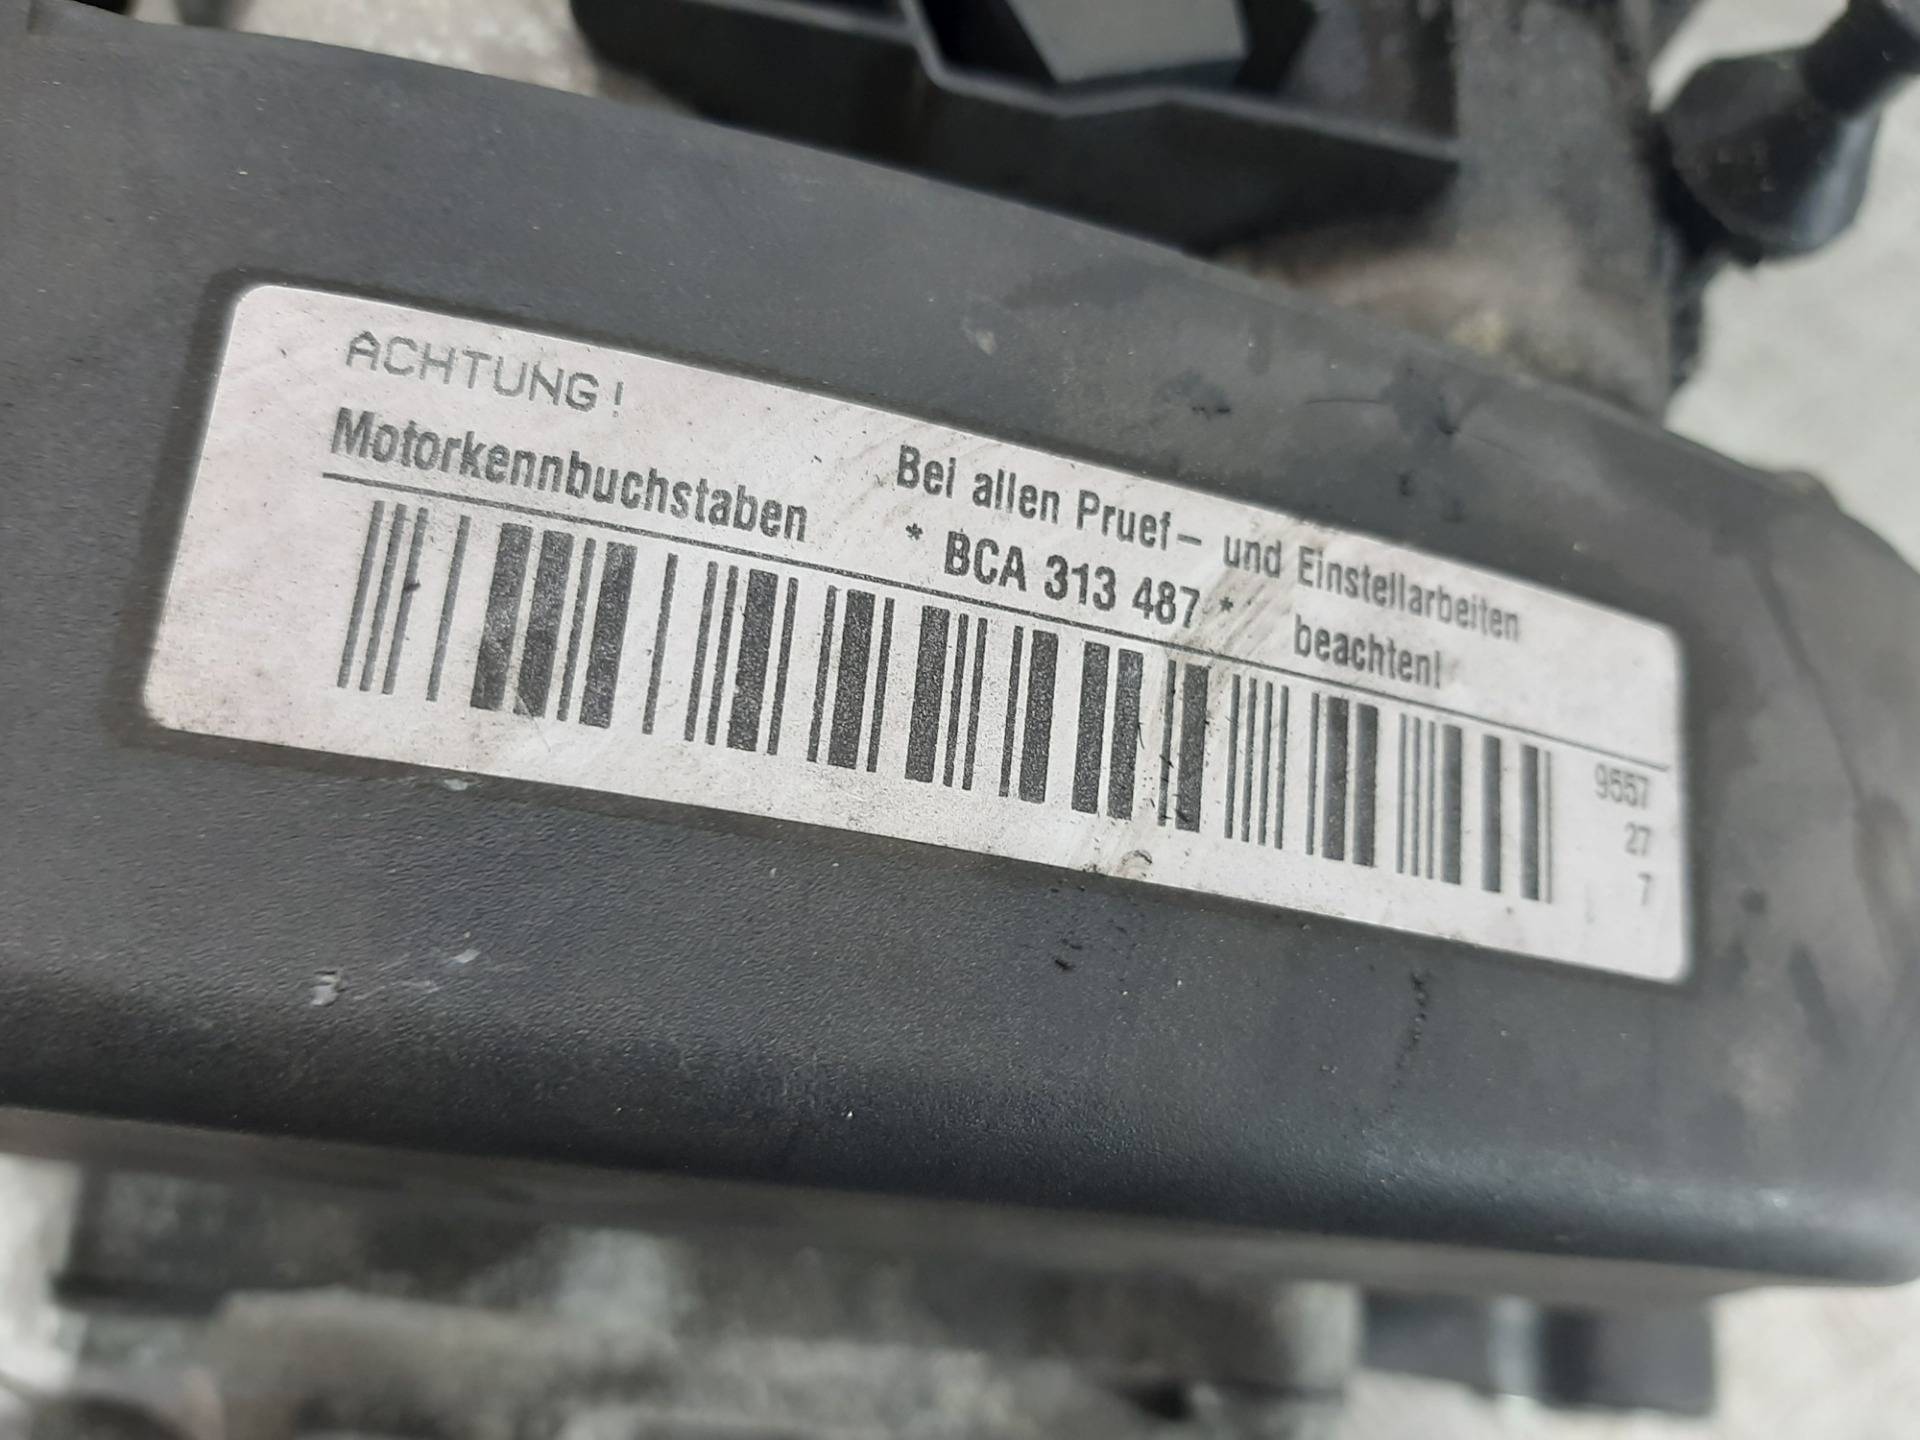 ACHTUNG!
Bei allen Pruef- und Einstellarbeiten
Motorkennbuchstaben * BCA 313 487 * beachten!
9557
27
7